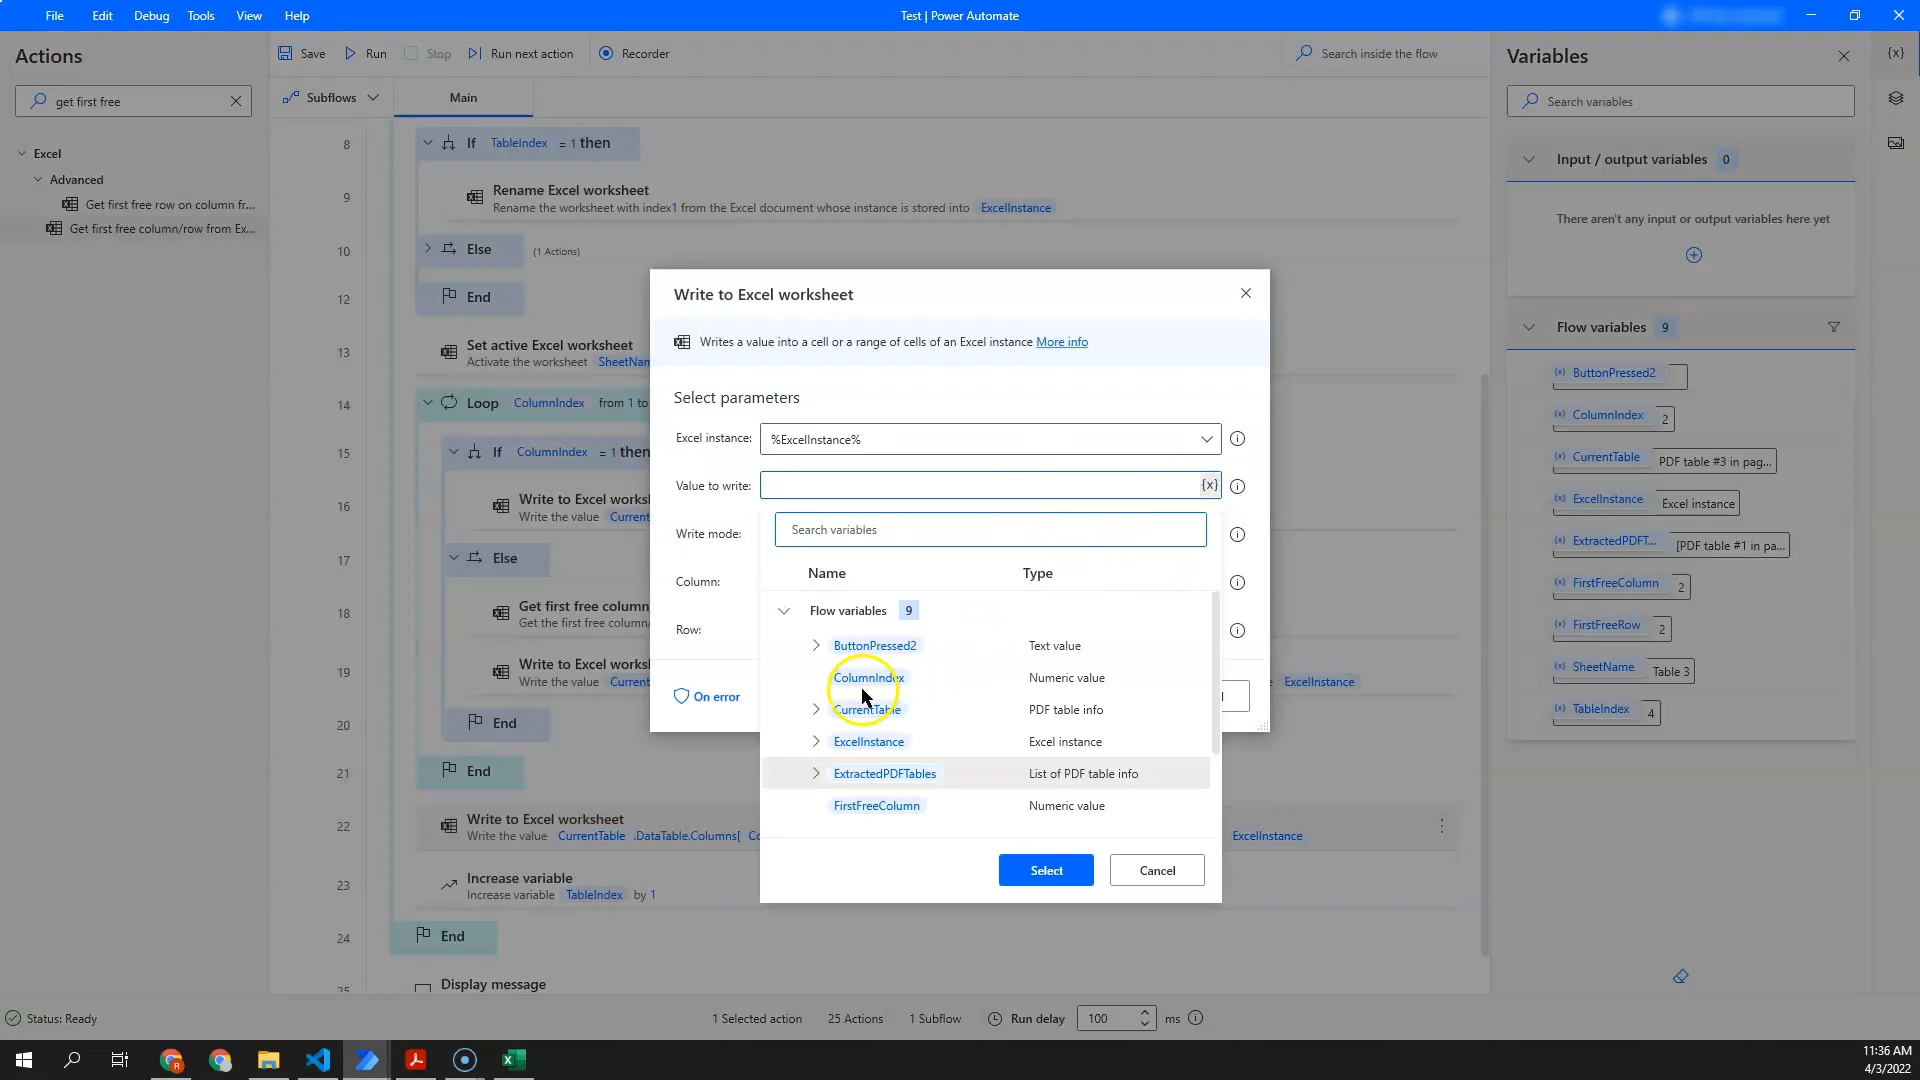 File Edit Debug Tools View Help Test | Power Automate
Actions
get first free
Excel
Advanced
Get first free row on column fr...
Get first free column/row from Ex...
Save Run Stop Run next action Recorder Search inside the flow
Subflows Main
8 If TableIndex = 1 then
9 Rename Excel worksheet
Rename the worksheet with index1 from the Excel document whose instance is stored into ExcelInstance
10 Else (1 Actions)
12 End
13 Set active Excel worksheet
Activate the worksheet SheetNam
14 Loop ColumnIndex from 1 to
15 If ColumnIndex = 1 then
16 Write to Excel worksh
Write the value Current
17 Else
18 Get first free column
Get the first free column/
19 Write to Excel worksh
Write the value Current
e ExcelInstance
20 End
21 End
22 Write to Excel worksheet
Write the value CurrentTable .DataTable.Columns[ Co
ExcelInstance
23 Increase variable
Increase variable TableIndex by 1
24 End
25 Display message
Write to Excel worksheet
Writes a value into a cell or a range of cells of an Excel instance More info
Select parameters
Excel instance: %ExcelInstance%
Value to write: {x}
Write mode:
Column:
Row:
On error
Search variables
Name Type
Flow variables 9
ButtonPressed2 Text value
ColumnIndex Numeric value
CurrentTable PDF table info
ExcelInstance Excel instance
ExtractedPDFTables List of PDF table info
FirstFreeColumn Numeric value
Select Cancel
Variables
{x}
Search variables
Input / output variables 0
There aren't any input or output variables here yet
Flow variables 9
(x) ButtonPressed2
(x) ColumnIndex 2
(x) CurrentTable PDF table #3 in pag...
(x) ExcelInstance Excel instance
(x) ExtractedPDFT... [PDF table #1 in pa...
(x) FirstFreeColumn 2
(x) FirstFreeRow 2
(x) SheetName Table 3
(x) TableIndex 4
Status: Ready 1 Selected action 25 Actions 1 Subflow Run delay 100 ms
11:36 AM
4/3/2022